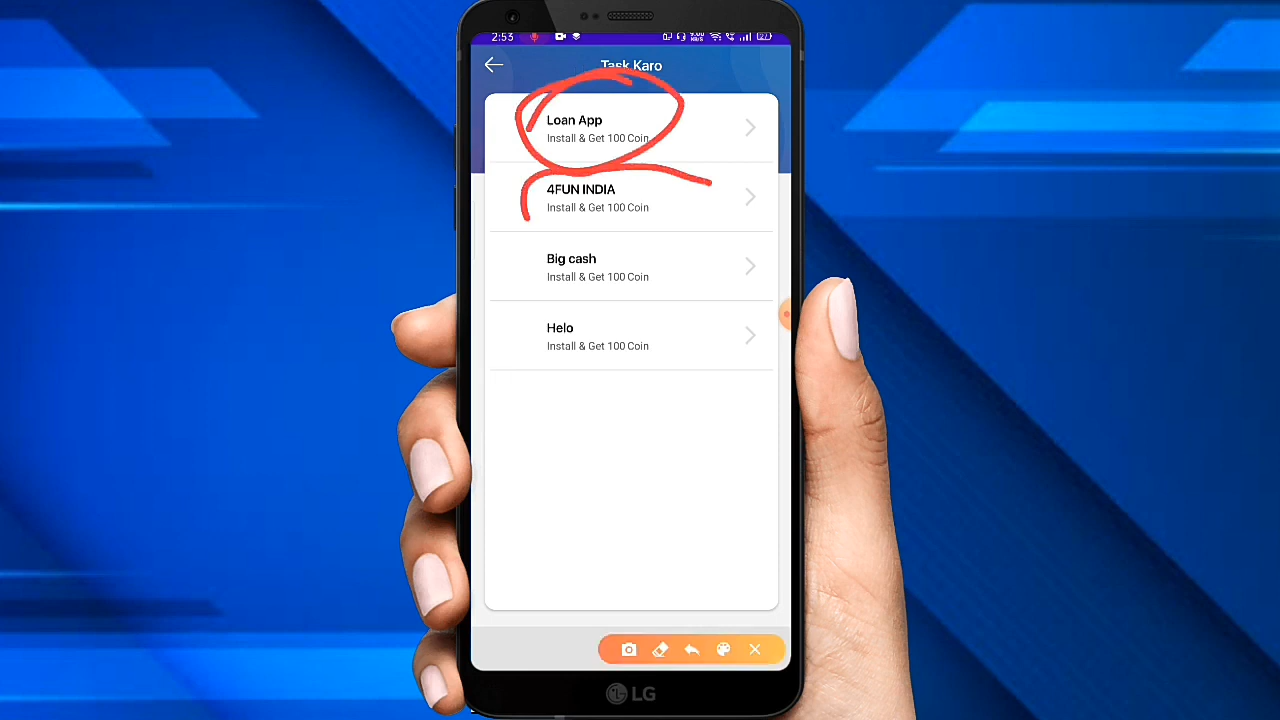 2:53
Task Karo
Loan App
Install & Get 100 Coin
4FUN INDIA
Install & Get 100 Coin
Big cash
Install & Get 100 Coin
Helo
Install & Get 100 Coin
LG